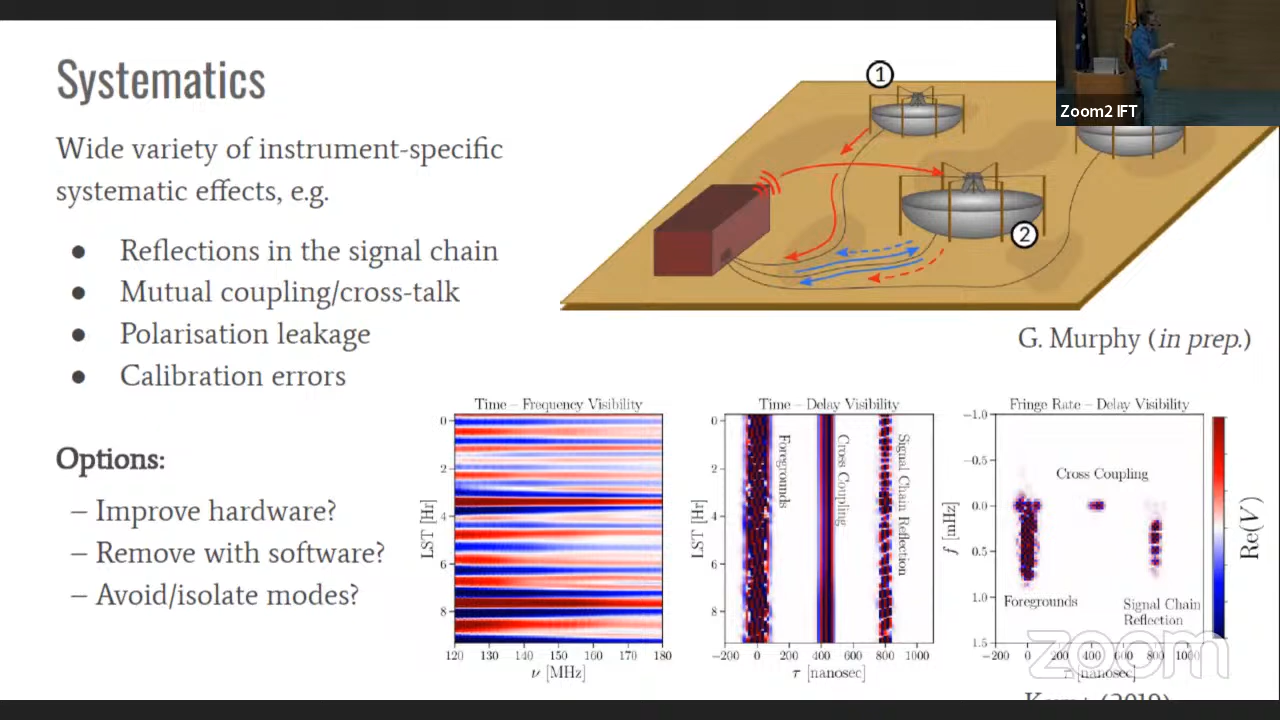 Systematics
Wide variety of instrument-specific
systematic effects, e.g.
● Reflections in the signal chain
● Mutual coupling/cross-talk
● Polarisation leakage
● Calibration errors
Options:
– Improve hardware?
– Remove with software?
– Avoid/isolate modes?
1
2
Zoom2 IFT
G. Murphy (in prep.)
Time – Frequency Visibility
LST [Hr]
0
2
4
6
8
120 130 140 150 160 170 180
ν [MHz]
Time – Delay Visibility
LST [Hr]
0
2
4
6
8
Foregrounds
Cross Coupling
Signal Chain Reflection
−200 0 200 400 600 800 1000
τ [nanosec]
Fringe Rate – Delay Visibility
f [mHz]
−1.0
−0.5
0.0
0.5
1.0
1.5
Cross Coupling
Foregrounds
Signal Chain
Reflection
−200 0 200 400 600 800 1000
τ [nanosec]
Re(V)
zoom